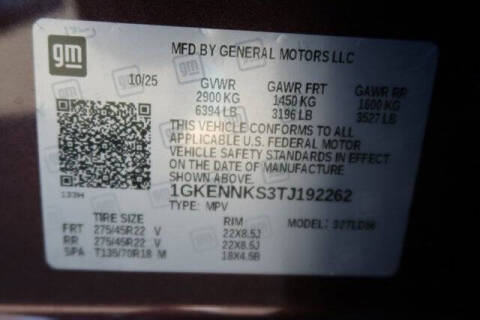 gm
MFD BY GENERAL MOTORS LLC
10/25 GVWR GAWR FRT GAWR RR
2900 KG 1450 KG 1600 KG
6394 LB 3196 LB 3527 LB
THIS VEHICLE CONFORMS TO ALL
APPLICABLE U.S. FEDERAL MOTOR
VEHICLE SAFETY STANDARDS IN EFFECT
ON THE DATE OF MANUFACTURE
SHOWN ABOVE.
1GKENNKS3TJ192262
TYPE: MPV
TIRE SIZE RIM MODEL:
FRT 275/45R22 V 22X8.5J
RR 275/45R22 V 22X8.5J
SPA T135/70R18 M 18X4.5B